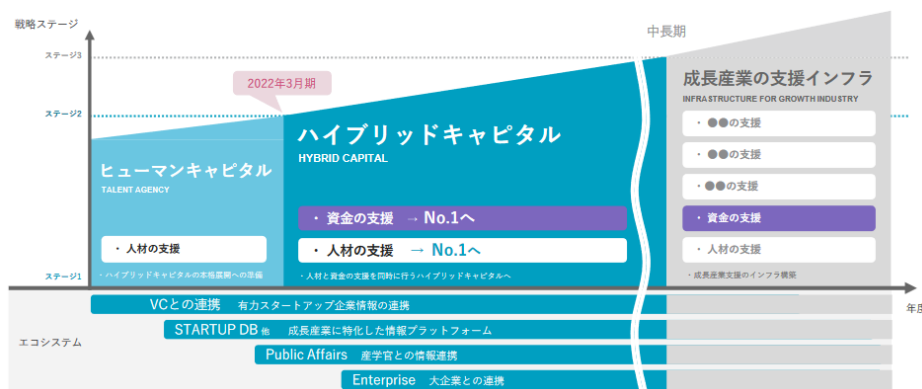 戦略ステージ
中長期
ステージ3
2022年3月期
成長産業の支援インフラ
INFRASTRUCTURE FOR GROWTH INDUSTRY
ステージ2
・ ●●の支援
ハイブリッドキャピタル
HYBRID CAPITAL
・ ●●の支援
ヒューマンキャピタル
TALENT AGENCY
・ ●●の支援
・ 資金の支援 → No.1へ
・ 資金の支援
・ 人材の支援
・ 人材の支援 → No.1へ
・ 人材の支援
ステージ1
・ハイブリッドキャピタルの本格展開への準備
・人材と資金の支援を同時に行うハイブリッドキャピタルへ
・成長産業支援のインフラ構築
年度
エコシステム
VCとの連携 有力スタートアップ企業情報の連携
STARTUP DB 他 成長産業に特化した情報プラットフォーム
Public Affairs 産学官との情報連携
Enterprise 大企業との連携